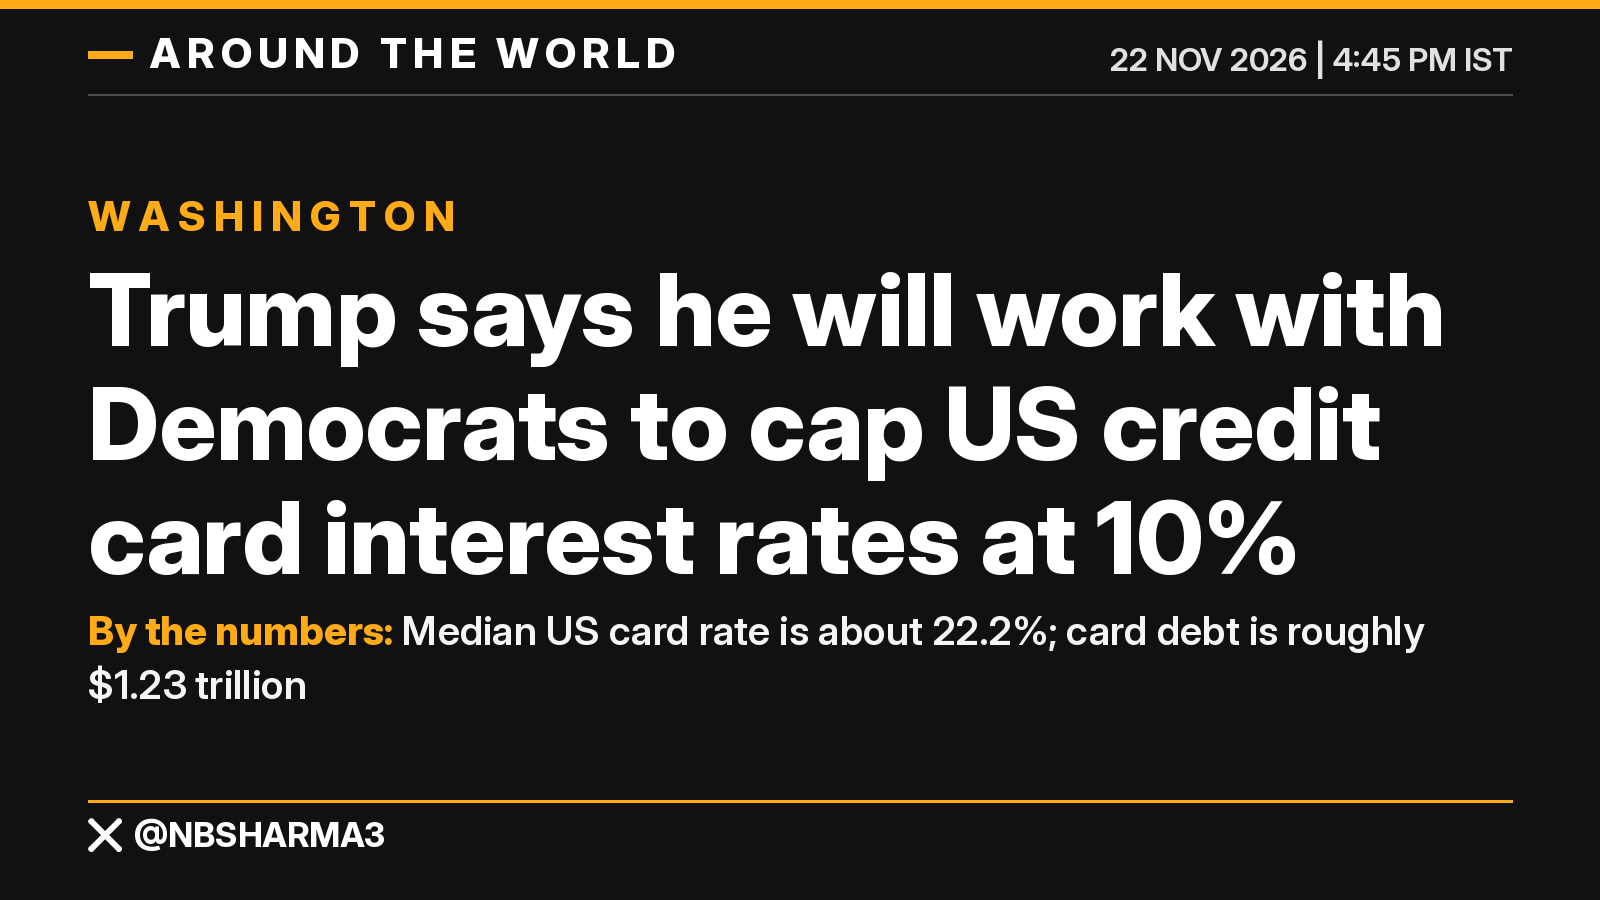 AROUND THE WORLD
22 NOV 2026 | 4:45 PM IST
WASHINGTON
Trump says he will work with
Democrats to cap US credit
card interest rates at 10%
By the numbers: Median US card rate is about 22.2%; card debt is roughly
$1.23 trillion
@NBSHARMA3